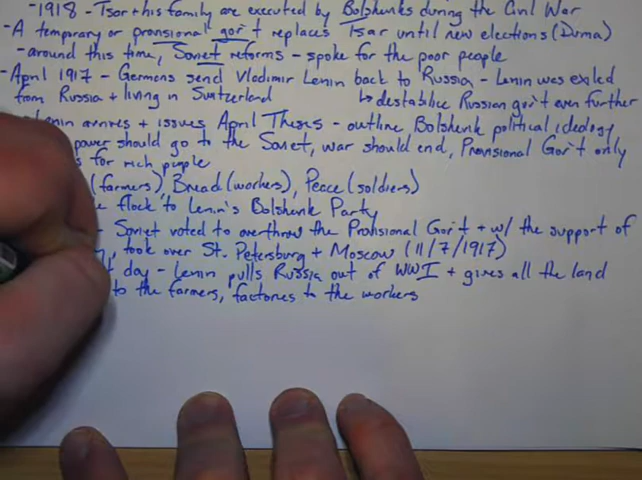 -1918 - Tsar + his family are executed by Bolsheviks during the Civil War
-A temporary or provisional gov't replaces Tsar until new elections (Duma)
-around this time, Soviet reforms - spoke for the poor people
-April 1917 - Germans send Vladimir Lenin back to Russia - Lenin was exiled
from Russia + living in Switzerland ↳ destabilize Russian gov't even further
Lenin arrives + issues April Thesis - outline Bolshevik political ideology
power should go to the Soviet, war should end, Provisional Gov't only
for rich people
(farmers) Bread (workers), Peace (soldiers)
flock to Lenin's Bolshevik Party
- Soviet voted to overthrow the Provisional Gov't + w/ the support of
took over St. Petersburg + Moscow (11/7/1917)
day - Lenin pulls Russia out of WWI + gives all the land
to the farmers, factories to the workers